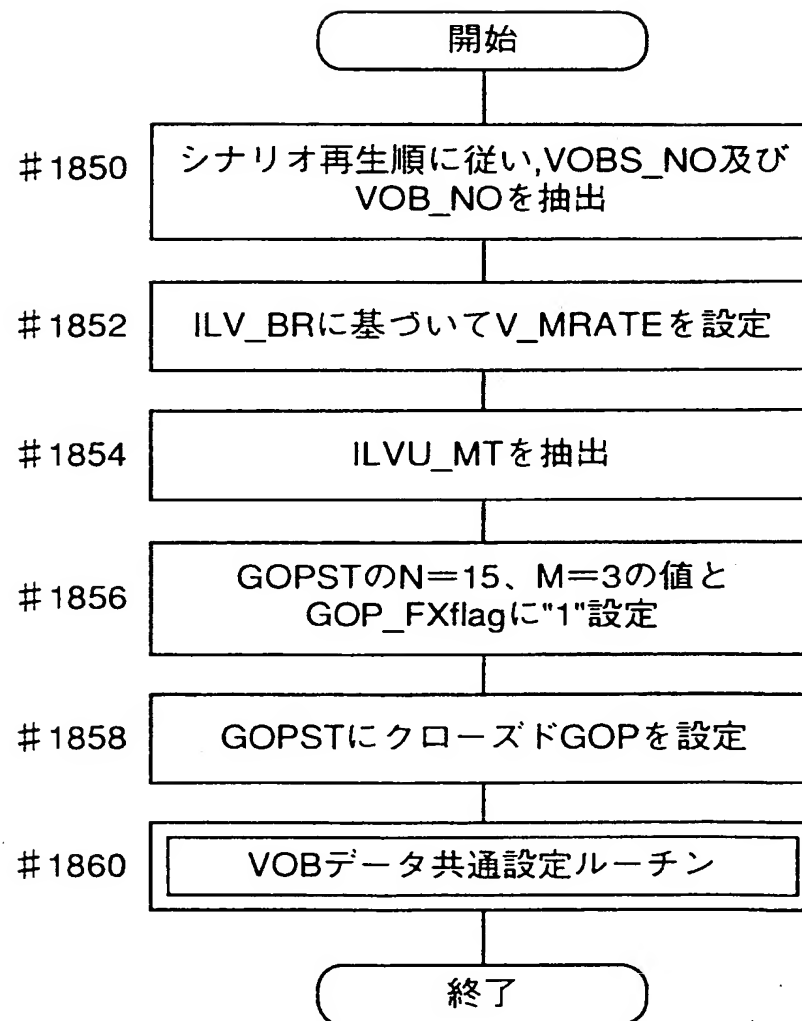 開始
#1850
シナリオ再生順に従い,VOBS_NO及び
VOB_NOを抽出
#1852
ILV_BRに基づいてV_MRATEを設定
#1854
ILVU_MTを抽出
#1856
GOPSTのN=15、M=3の値と
GOP_FXflagに"1"設定
#1858
GOPSTにクローズドGOPを設定
#1860
VOBデータ共通設定ルーチン
終了